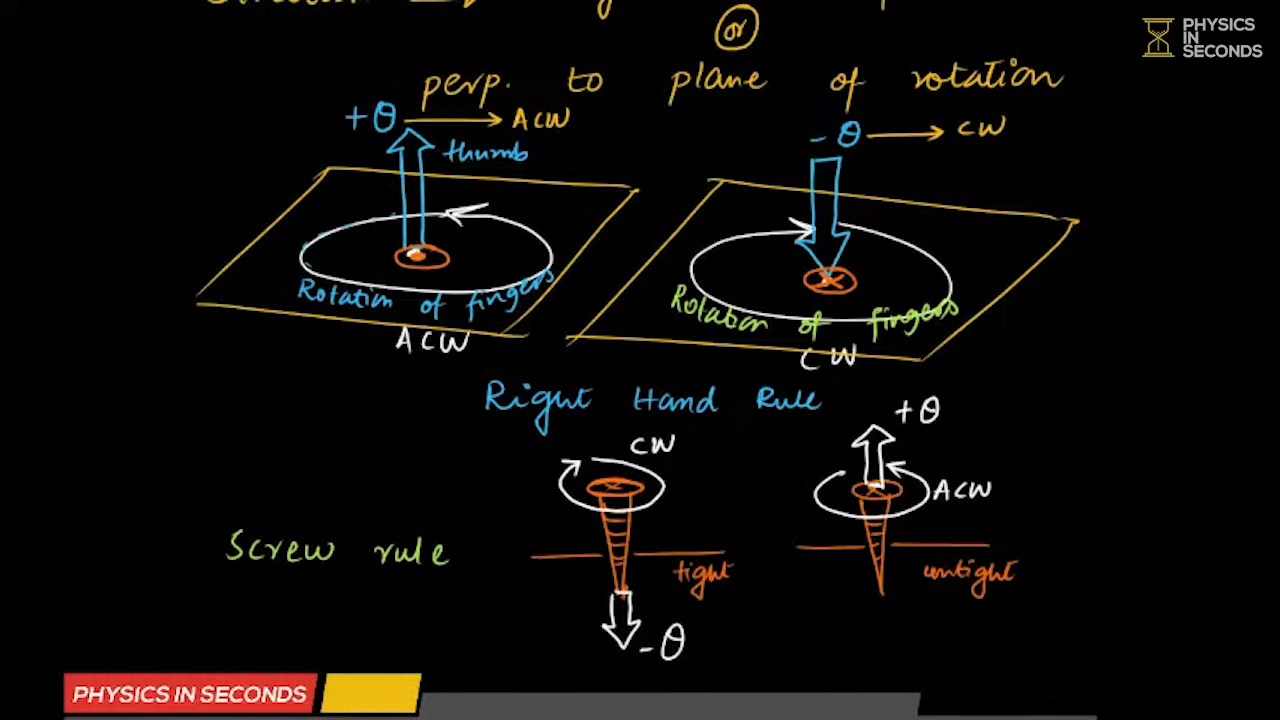 PHYSICS
IN
SECONDS
or
perp. to plane of rotation
+θ → ACW
- θ → CW
thumb
Rotation of fingers
ACW
Rotation of fingers
CW
Right Hand Rule
+θ
CW
ACW
Screw rule
tight
untight
-θ
PHYSICS IN SECONDS